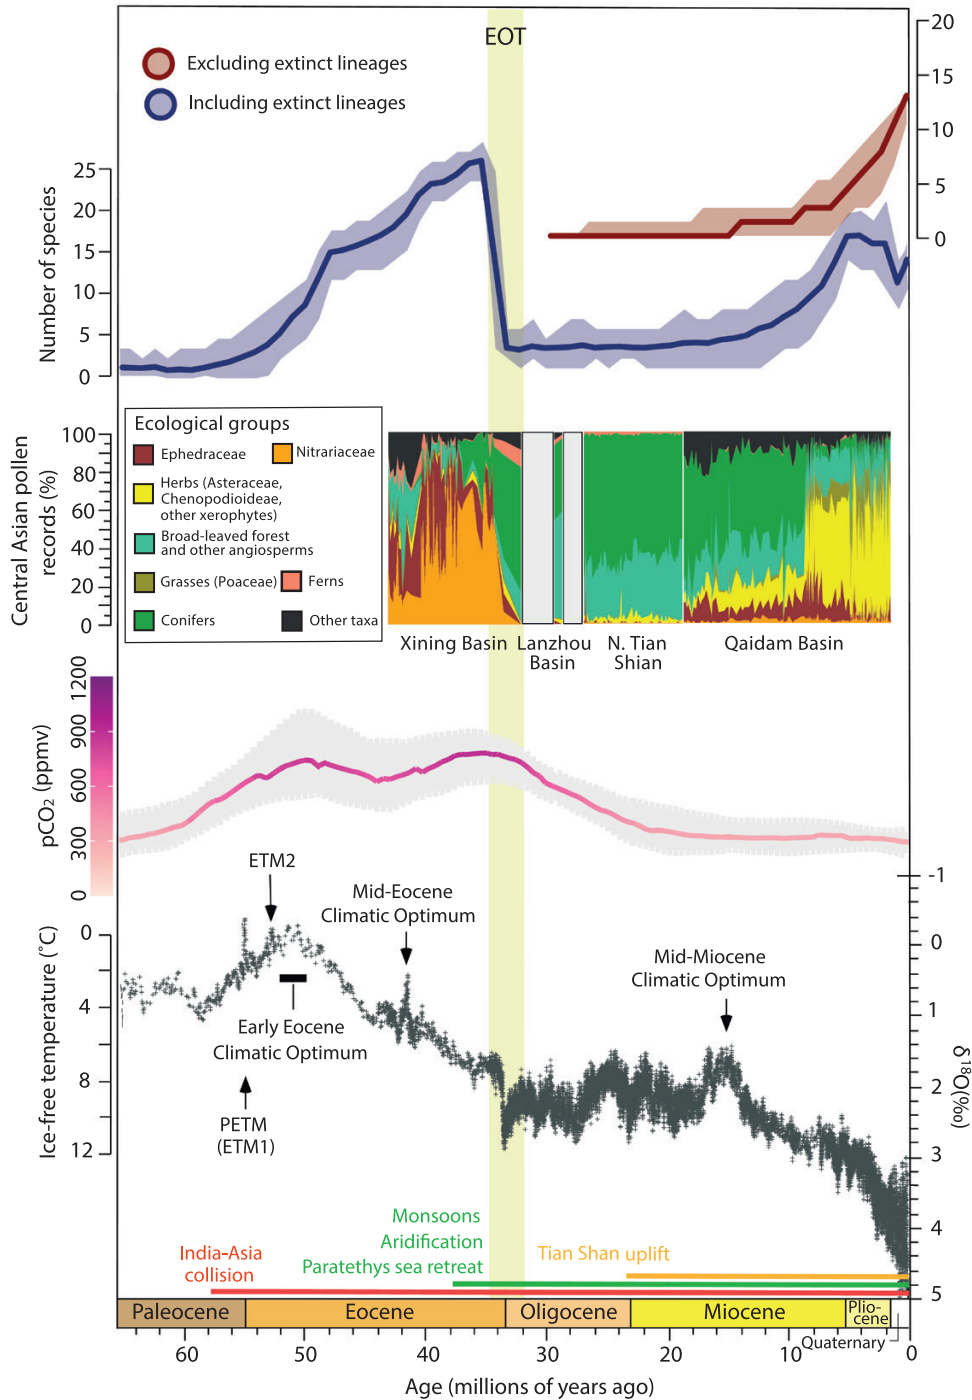 EOT
Excluding extinct lineages
Including extinct lineages
20
15
10
5
0
Number of species
25
20
15
10
5
0
Central Asian pollen
records (%)
100
80
60
40
20
0
Ecological groups
Ephedraceae
Nitrariaceae
Herbs (Asteraceae,
Chenopodioideae,
other xerophytes)
Broad-leaved forest
and other angiosperms
Grasses (Poaceae)
Ferns
Conifers
Other taxa
Xining Basin
Lanzhou
Basin
N. Tian
Shian
Qaidam Basin
pCO2 (ppmv)
1200
900
600
300
0
ETM2
Mid-Eocene
Climatic Optimum
Mid-Miocene
Climatic Optimum
Early Eocene
Climatic Optimum
PETM
(ETM1)
Ice-free temperature (˚C)
0
4
8
12
-1
0
1
2
3
4
5
δ18O(‰)
Monsoons
Aridification
Paratethys sea retreat
India-Asia
collision
Tian Shan uplift
Paleocene
Eocene
Oligocene
Miocene
Plio-
cene
Quaternary
60
50
40
30
20
10
0
Age (millions of years ago)